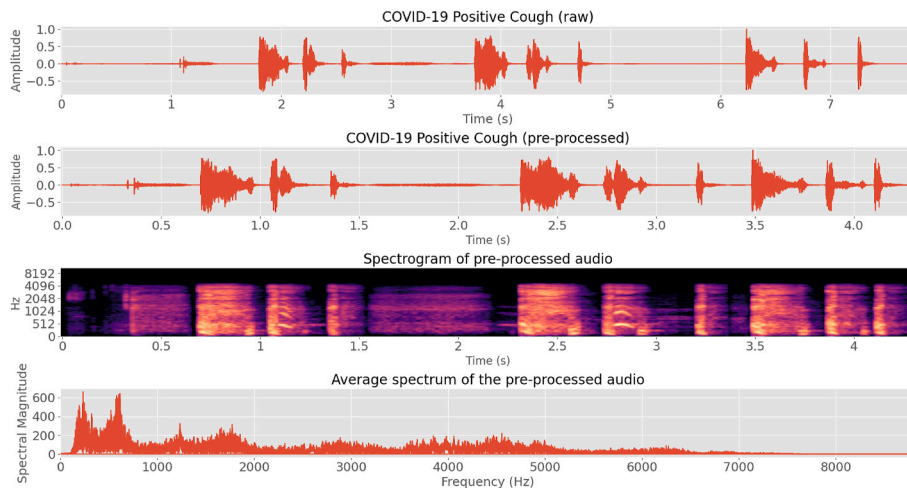 COVID-19 Positive Cough (raw)
1.0
0.5
0.0
−0.5
Amplitude
0 1 2 3 4 5 6 7
Time (s)
COVID-19 Positive Cough (pre-processed)
1.0
0.5
0.0
−0.5
Amplitude
0.0 0.5 1.0 1.5 2.0 2.5 3.0 3.5 4.0
Time (s)
Spectrogram of pre-processed audio
8192
4096
2048
1024
512
0
Hz
0 0.5 1 1.5 2 2.5 3 3.5 4
Time (s)
Average spectrum of the pre-processed audio
600
400
200
0
Spectral Magnitude
0 1000 2000 3000 4000 5000 6000 7000 8000
Frequency (Hz)